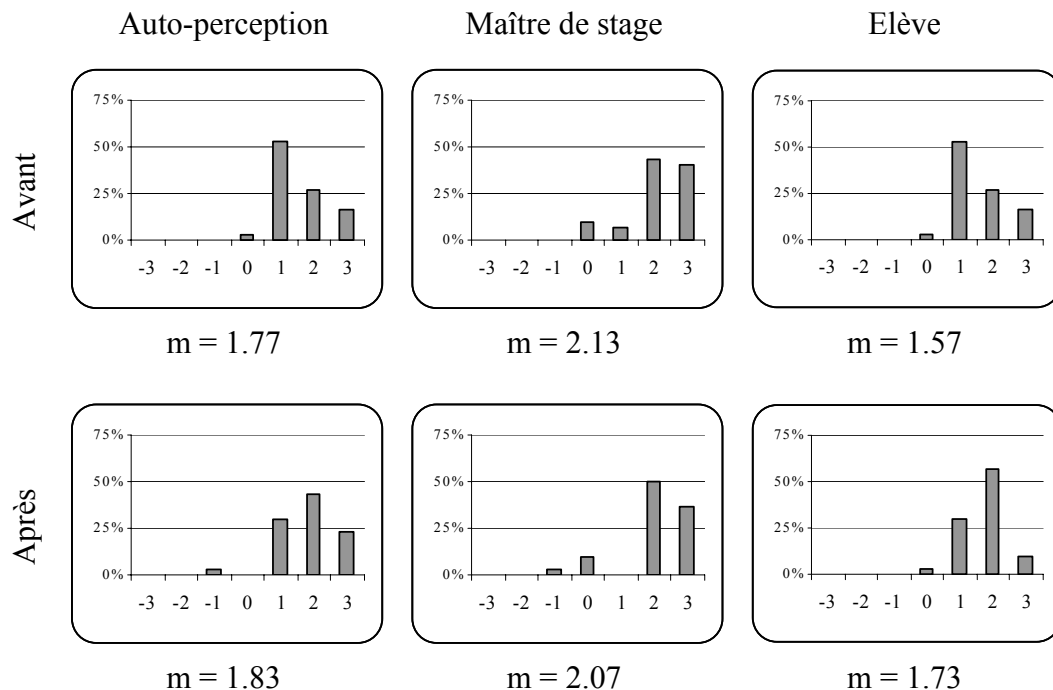 Auto-perception Maître de stage Elève
Avant
75% 75% 75%
50% 50% 50%
25% 25% 25%
0% 0% 0%
-3 -2 -1 0 1 2 3 -3 -2 -1 0 1 2 3 -3 -2 -1 0 1 2 3
m = 1.77 m = 2.13 m = 1.57
Après
75% 75% 75%
50% 50% 50%
25% 25% 25%
0% 0% 0%
-3 -2 -1 0 1 2 3 -3 -2 -1 0 1 2 3 -3 -2 -1 0 1 2 3
m = 1.83 m = 2.07 m = 1.73